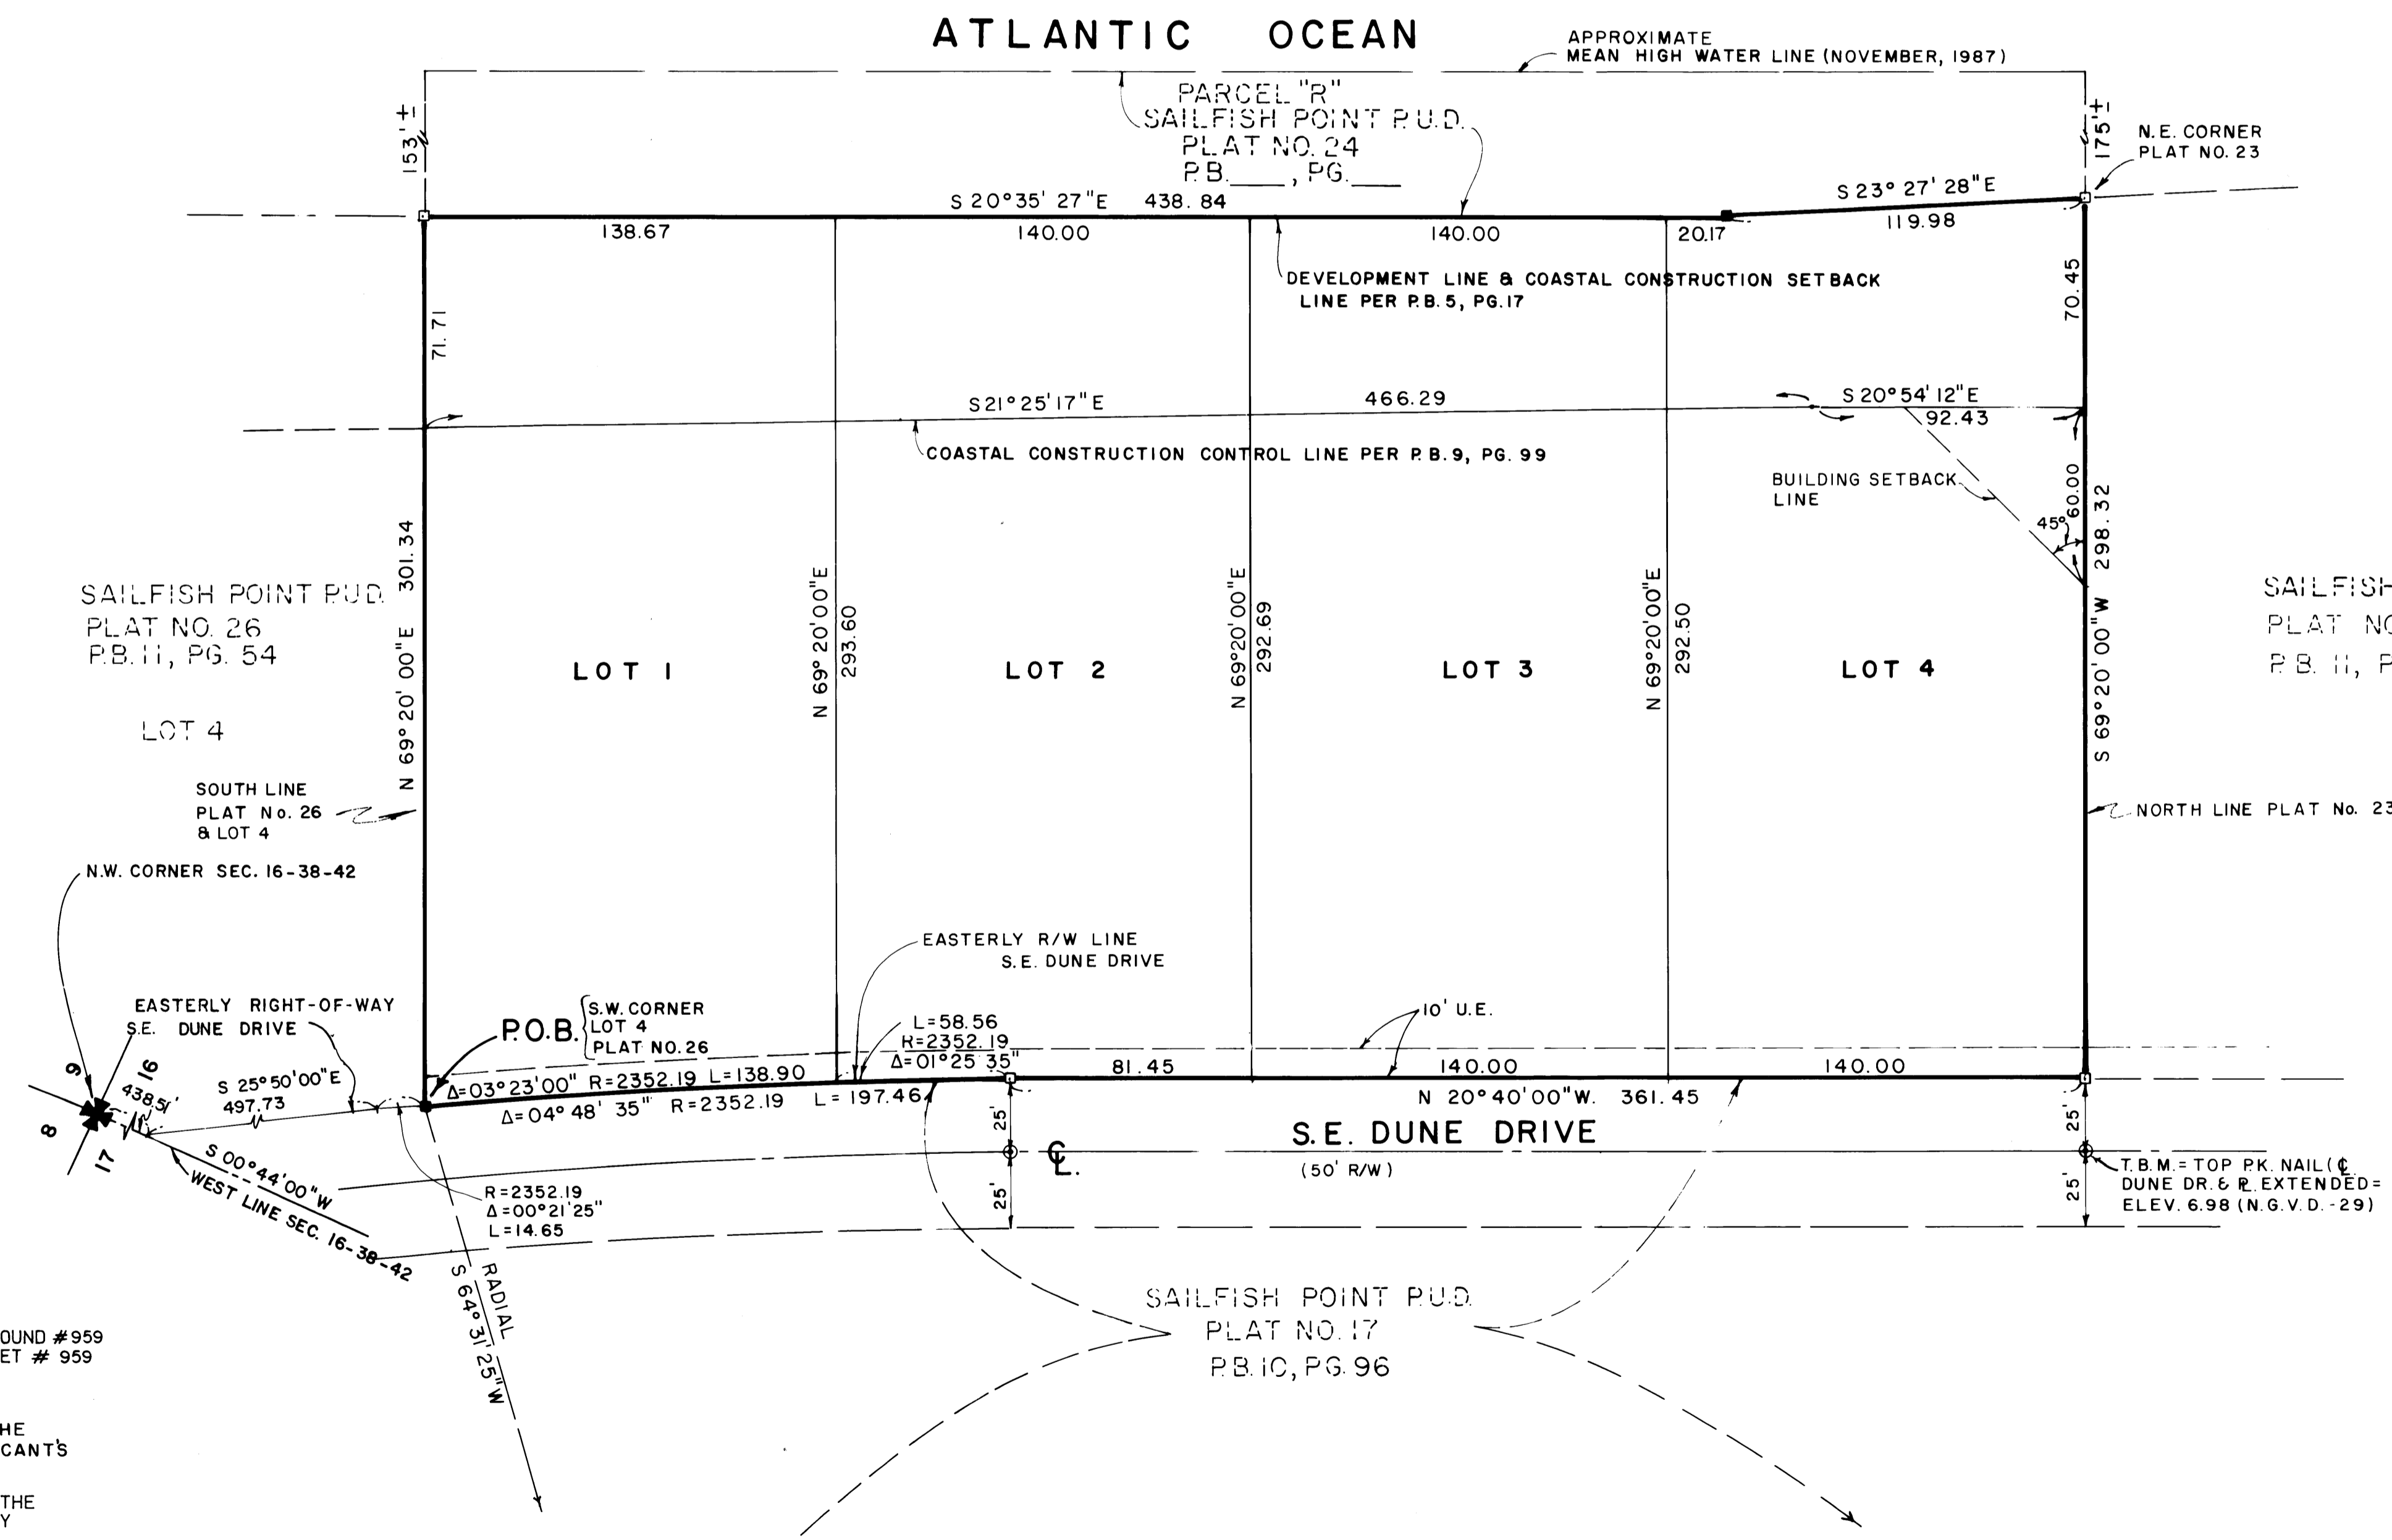 ATLANTIC OCEAN
APPROXIMATE
MEAN HIGH WATER LINE (NOVEMBER, 1987)
PARCEL "R"
SAILFISH POINT P.U.D.
PLAT NO. 24
P.B.____, PG.____
153'±
175'±
N.E. CORNER
PLAT NO. 23
S 20° 35' 27"E 438.84
S 23° 27' 28"E
138.67
140.00
140.00
20.17
119.98
DEVELOPMENT LINE & COASTAL CONSTRUCTION SETBACK
LINE PER P.B. 5, PG. 17
71.71
70.45
S 21° 25' 17"E
466.29
S 20° 54' 12"E
92.43
COASTAL CONSTRUCTION CONTROL LINE PER P.B. 9, PG. 99
BUILDING SETBACK
LINE
45°
60.00
N 69° 20' 00"E 301.34
N 69° 20' 00"E
293.60
N 69° 20' 00"E
292.69
N 69° 20' 00"E
292.50
S 69° 20' 00"W 298.32
SAILFISH POINT P.U.D.
PLAT NO. 26
P.B. 11, PG. 54
LOT 4
LOT 1
LOT 2
LOT 3
LOT 4
SAILFISH
PLAT NO
P.B. 11, P
SOUTH LINE
PLAT No. 26
& LOT 4
NORTH LINE PLAT No. 23
N.W. CORNER SEC. 16-38-42
EASTERLY R/W LINE
S.E. DUNE DRIVE
EASTERLY RIGHT-OF-WAY
S.E. DUNE DRIVE
P.O.B.
S.W. CORNER
LOT 4
PLAT NO. 26
L=58.56
R=2352.19
Δ=01° 25' 35"
10' U.E.
9
16
8
17
438.51'
S 25° 50' 00"E
497.73
Δ=03° 23' 00" R=2352.19 L=138.90
Δ=04° 48' 35" R=2352.19 L=197.46
81.45
140.00
140.00
N 20° 40' 00"W. 361.45
S.E. DUNE DRIVE
(50' R/W)
25'
25'
℄.
25'
25'
T.B.M.= TOP P.K. NAIL (℄
DUNE DR. & ⅊ EXTENDED=
ELEV. 6.98 (N.G.V.D.-29)
S 00° 44' 00"W
WEST LINE SEC. 16-38-42
R=2352.19
Δ=00° 21' 25"
L=14.65
RADIAL
S 64° 31' 25"W
SAILFISH POINT P.U.D.
PLAT NO. 17
P.B. 10, PG. 96
OUND #959
ET # 959
HE
CANT'S
THE
Y